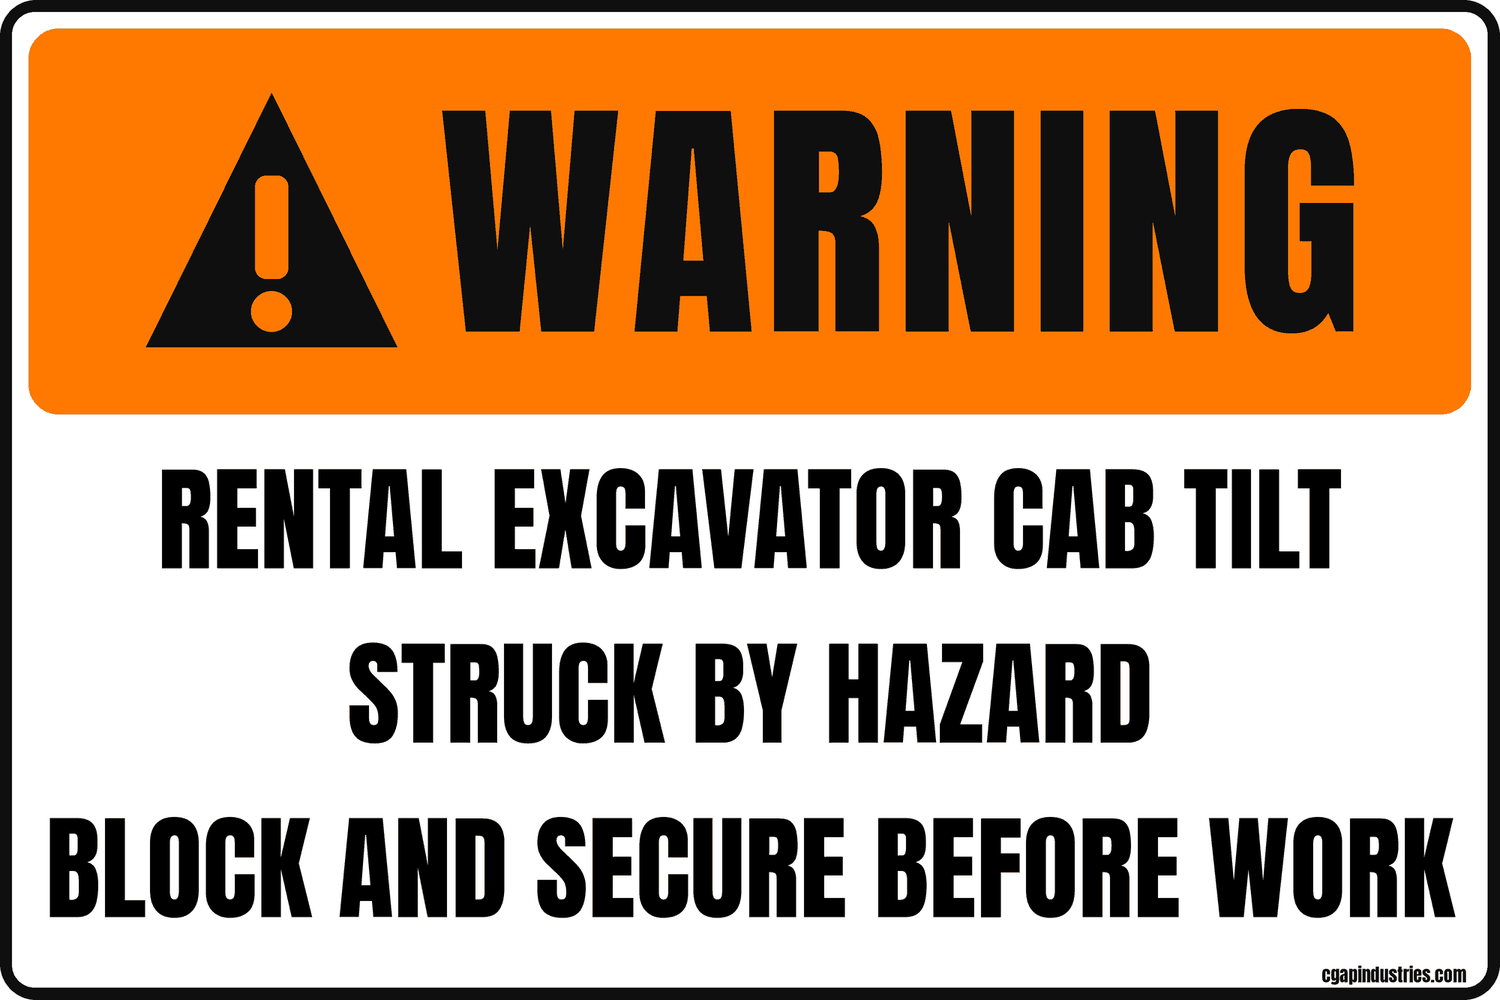 WARNING
RENTAL EXCAVATOR CAB TILT
STRUCK BY HAZARD
BLOCK AND SECURE BEFORE WORK
cgapindustries.com